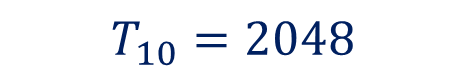 T₁₀ = 2048